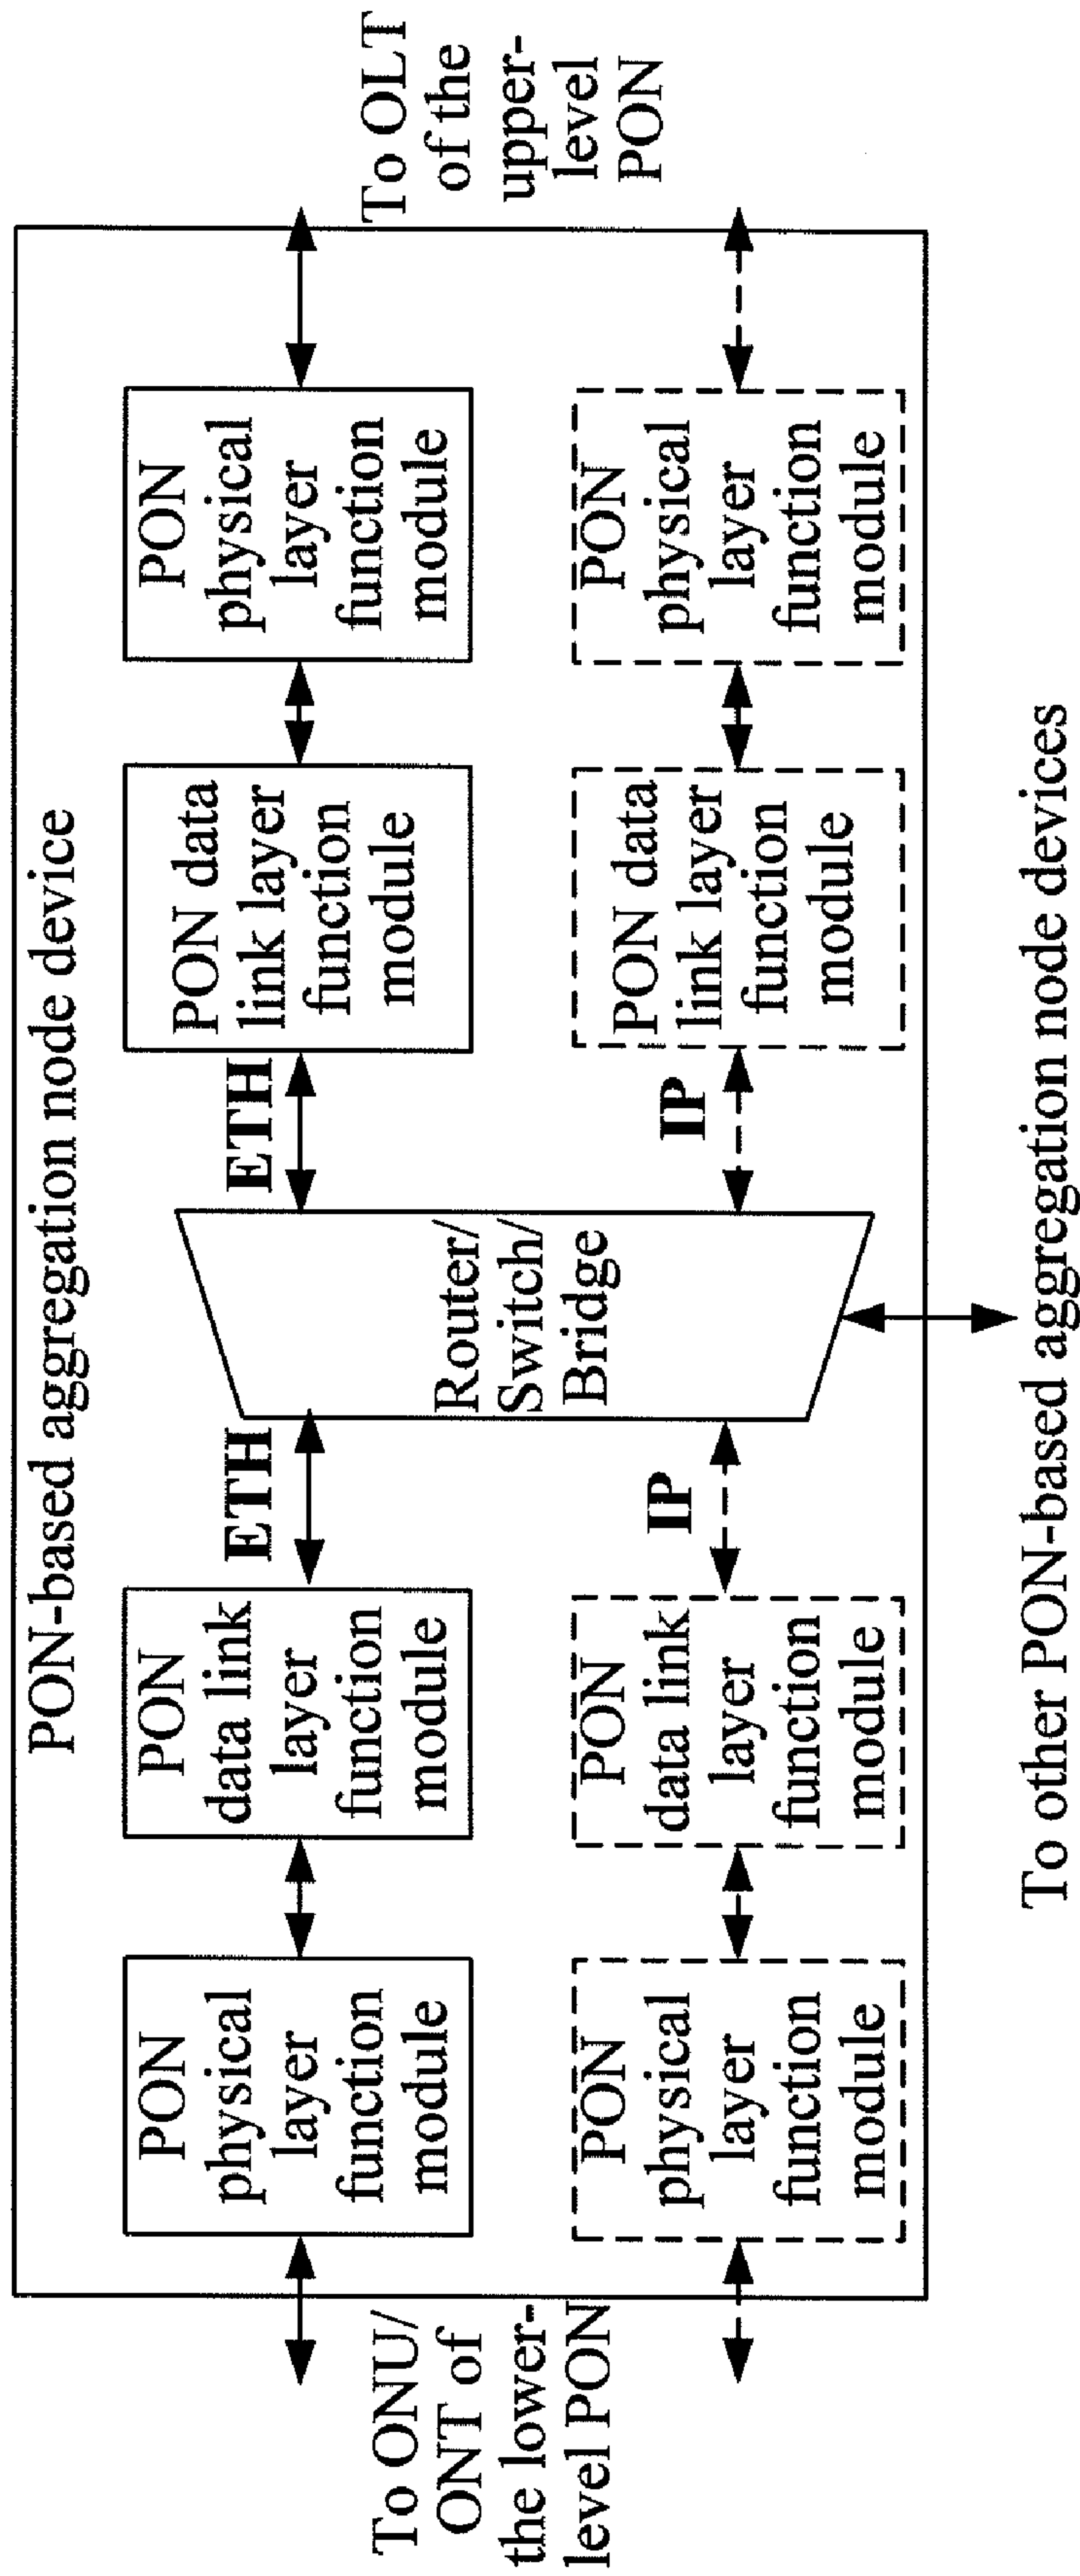 PON-based aggregation node device
To ONU/
ONT of
the lower-
level PON
PON
physical
layer
function
module
PON
data link
layer
function
module
ETH
Router/
Switch/
Bridge
ETH
PON data
link layer
function
module
PON
physical
layer
function
module
To OLT
of the
upper-
level
PON
PON
physical
layer
function
module
PON
data link
layer
function
module
IP
IP
PON data
link layer
function
module
PON
physical
layer
function
module
To other PON-based aggregation node devices